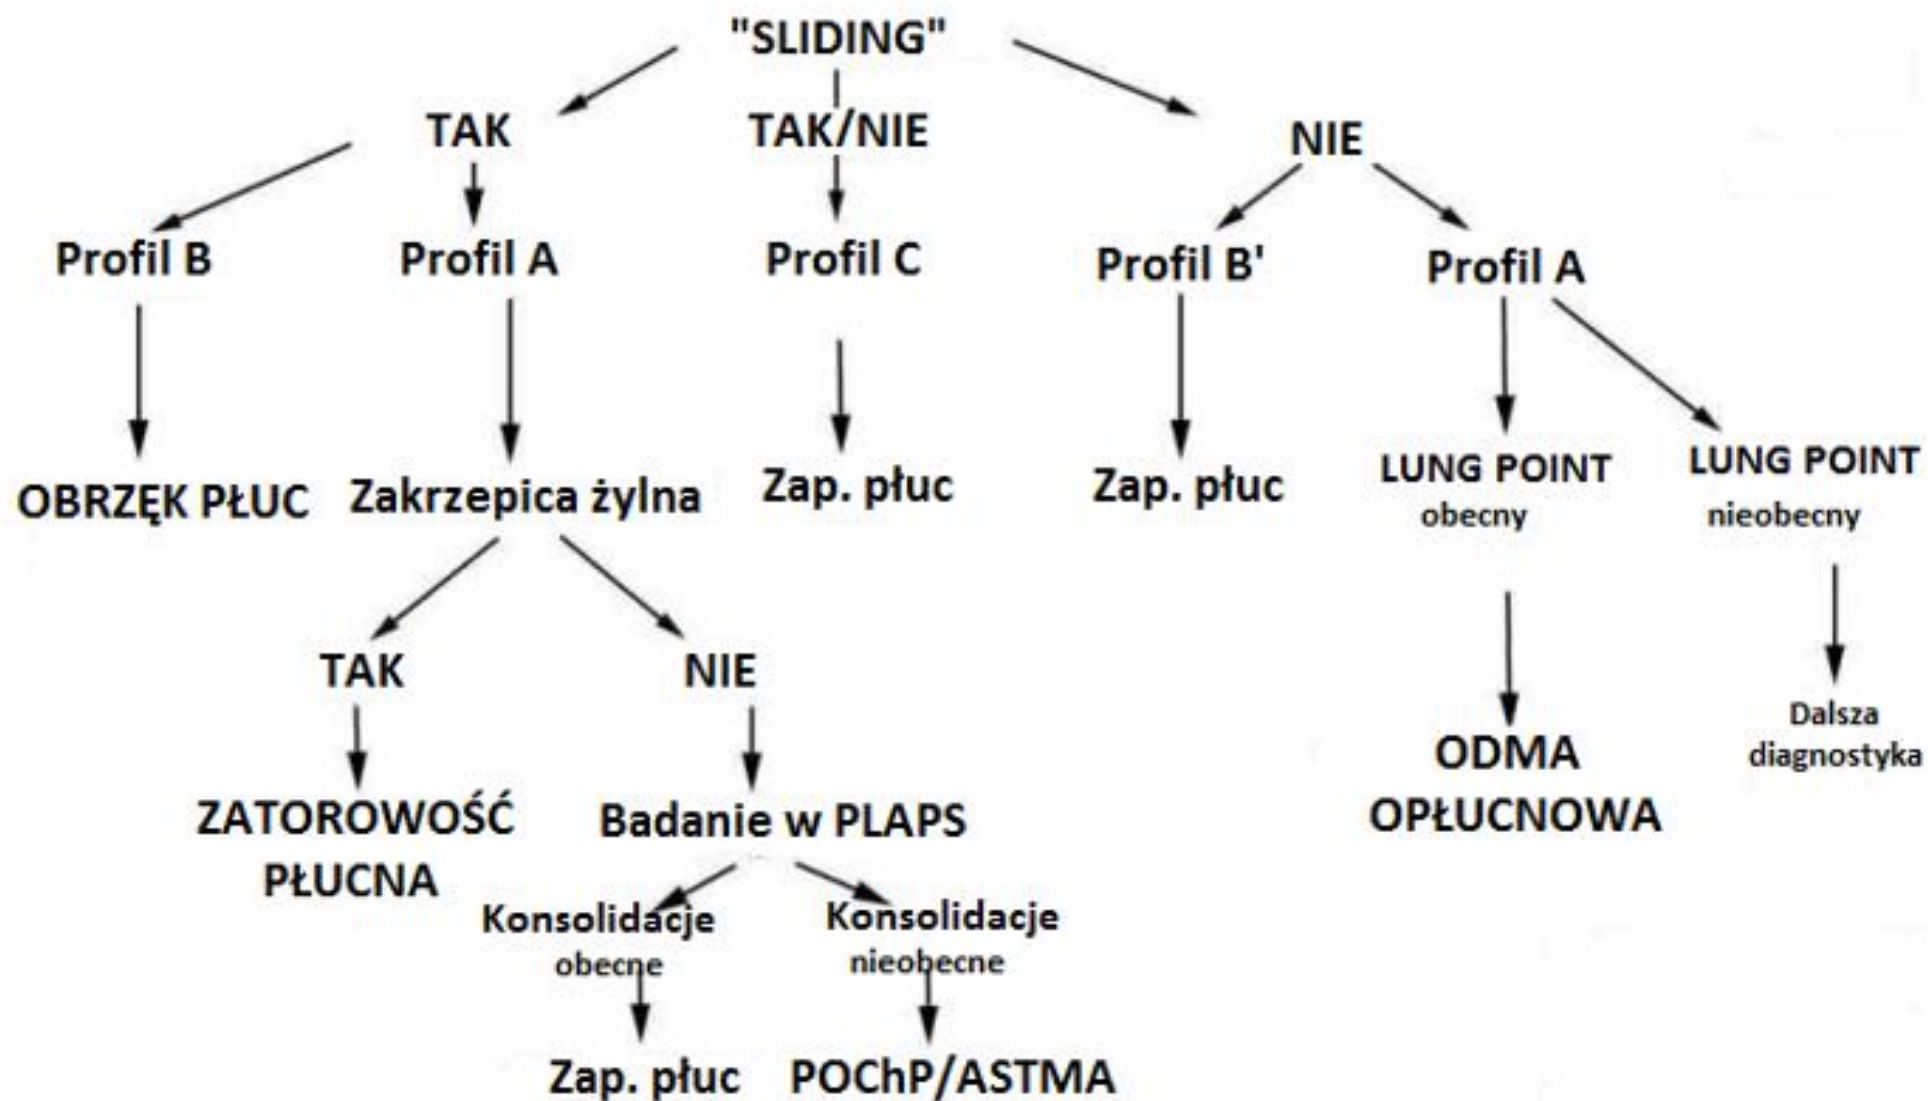 "SLIDING"
TAK
TAK/NIE
NIE
Profil B
Profil A
Profil C
Profil B'
Profil A
OBRZĘK PŁUC
Zakrzepica żylna
Zap. płuc
Zap. płuc
LUNG POINT
obecny
LUNG POINT
nieobecny
TAK
NIE
ZATOROWOŚĆ
PŁUCNA
Badanie w PLAPS
ODMA
OPŁUCNOWA
Dalsza
diagnostyka
Konsolidacje
obecne
Konsolidacje
nieobecne
Zap. płuc
POChP/ASTMA